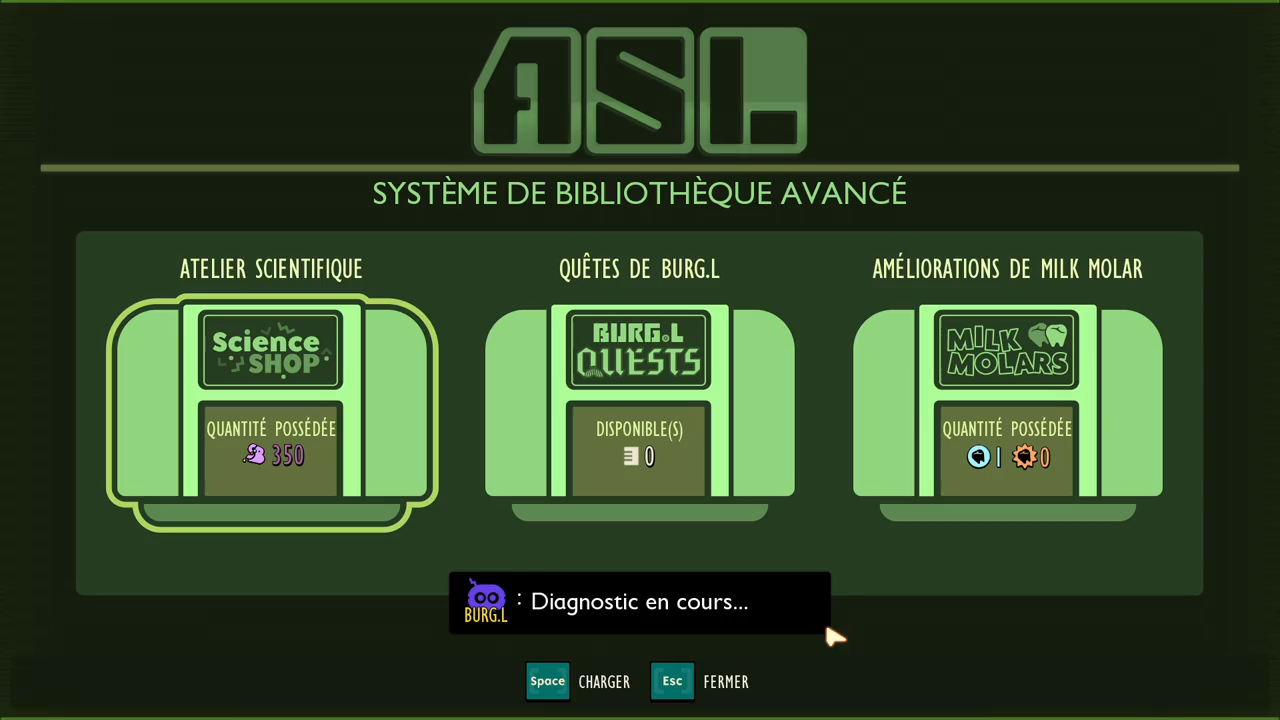 ASL
SYSTÈME DE BIBLIOTHÈQUE AVANCÉ
ATELIER SCIENTIFIQUE
QUÊTES DE BURG.L
AMÉLIORATIONS DE MILK MOLAR
Science
SHOP
BURG.L
QUESTS
MILK
MOLARS
QUANTITÉ POSSÉDÉE
350
DISPONIBLE(S)
0
QUANTITÉ POSSÉDÉE
1 0
BURG.L : Diagnostic en cours...
Space CHARGER Esc FERMER